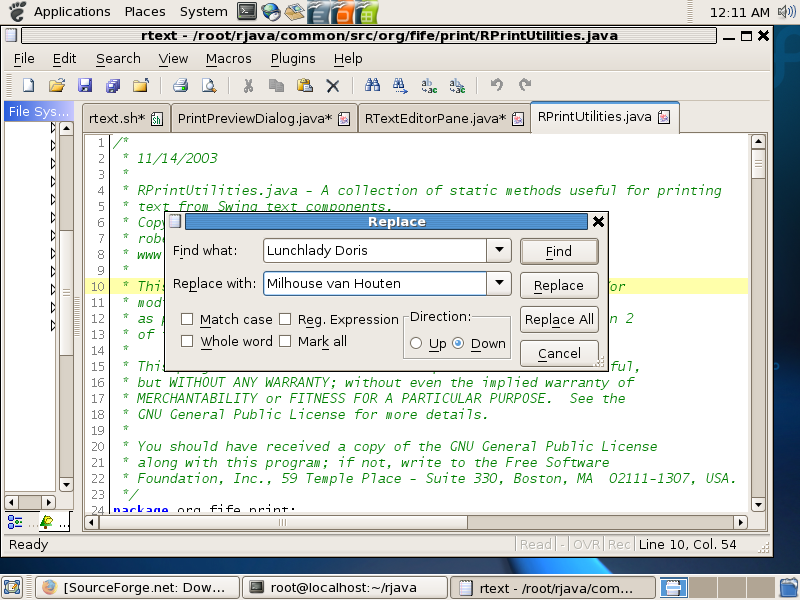 Applications Places System 12:11 AM
rtext - /root/rjava/common/src/org/fife/print/RPrintUtilities.java
File Edit Search View Macros Plugins Help
File Sys...
rtext.sh* PrintPreviewDialog.java* RTextEditorPane.java* RPrintUtilities.java
1 /*
2 * 11/14/2003
3 *
4 * RPrintUtilities.java - A collection of static methods useful for printing
5 * text from Swing text components.
6 * Cop
7 * robe
8 * www
9 *
10 * This or
11 * modi
12 * as p n 2
13 * of t
14 *
15 * This prog ful,
16 * but WITHOUT ANY WARRANTY; without even the implied warranty of
17 * MERCHANTABILITY or FITNESS FOR A PARTICULAR PURPOSE. See the
18 * GNU General Public License for more details.
19 *
20 * You should have received a copy of the GNU General Public License
21 * along with this program; if not, write to the Free Software
22 * Foundation, Inc., 59 Temple Place - Suite 330, Boston, MA 02111-1307, USA.
23 */
24 package org.fife.print;
Replace
Find what: Lunchlady Doris Find
Replace with: Milhouse van Houten Replace
Match case Reg. Expression Direction: Replace All
Whole word Mark all Up Down Cancel
Ready Read - OVR Rec Line 10, Col. 54
[SourceForge.net: Dow... root@localhost:~/rjava rtext - /root/rjava/com...